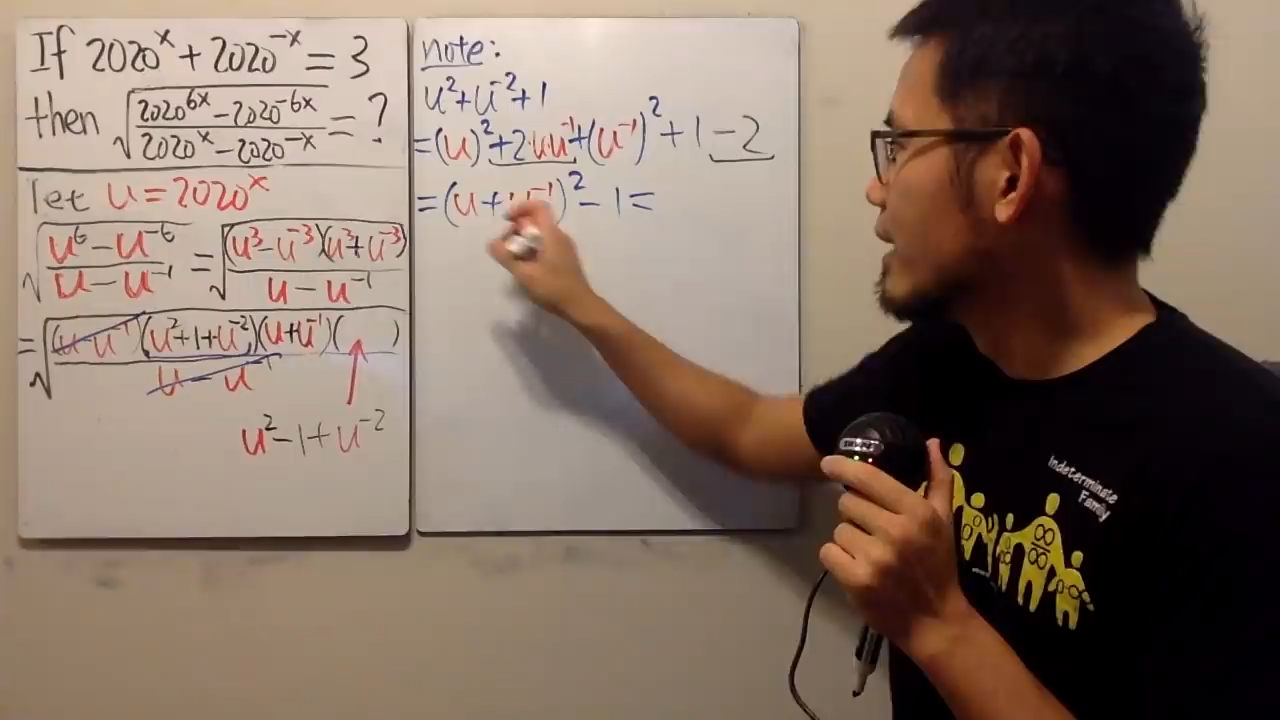 If 2020^x + 2020^-x = 3
then √((2020^6x − 2020^-6x)/(2020^x − 2020^-x)) = ?
let u = 2020^x
√((u^6 − u^-6)/(u − u^-1)) = √((u^3 − u^-3)(u^3 + u^-3)/(u − u^-1))
= √((u − u^-1)(u^2 + 1 + u^-2)(u + u^-1)( )/(u − u^-1))
u^2 − 1 + u^-2
note:
u^2 + u^-2 + 1
= (u)^2 + 2·u·u^-1 + (u^-1)^2 + 1 − 2
= (u + u^-1)^2 − 1 =
Indeterminate
Family